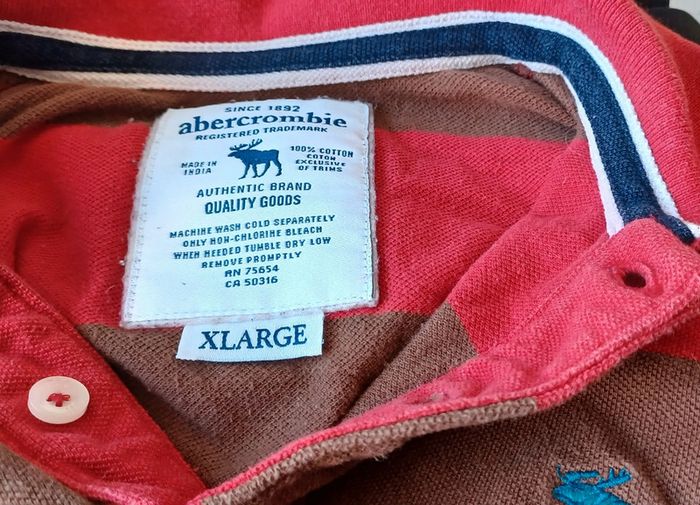 SINCE 1892
abercrombie
REGISTERED TRADEMARK
MADE IN
INDIA
100% COTTON
COTON
EXCLUSIVE
OF TRIMS
AUTHENTIC BRAND
QUALITY GOODS
MACHINE WASH COLD SEPARATELY
ONLY NON-CHLORINE BLEACH
WHEN NEEDED TUMBLE DRY LOW
REMOVE PROMPTLY
RN 75654
CA 50316
XLARGE